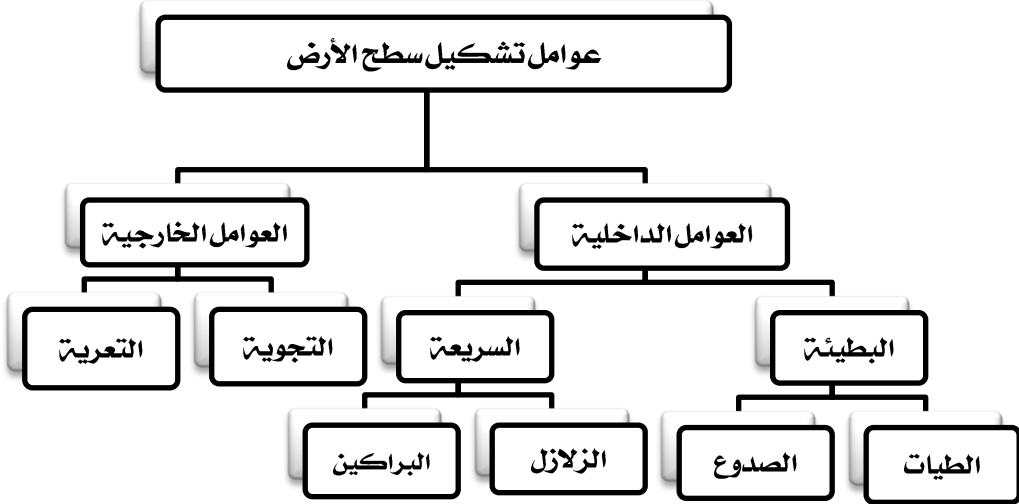 عوامل تشكيل سطح الأرض
العوامل الداخلية
العوامل الخارجية
البطيئة
السريعة
التجوية
التعرية
الطيات
الصدوع
الزلازل
البراكين